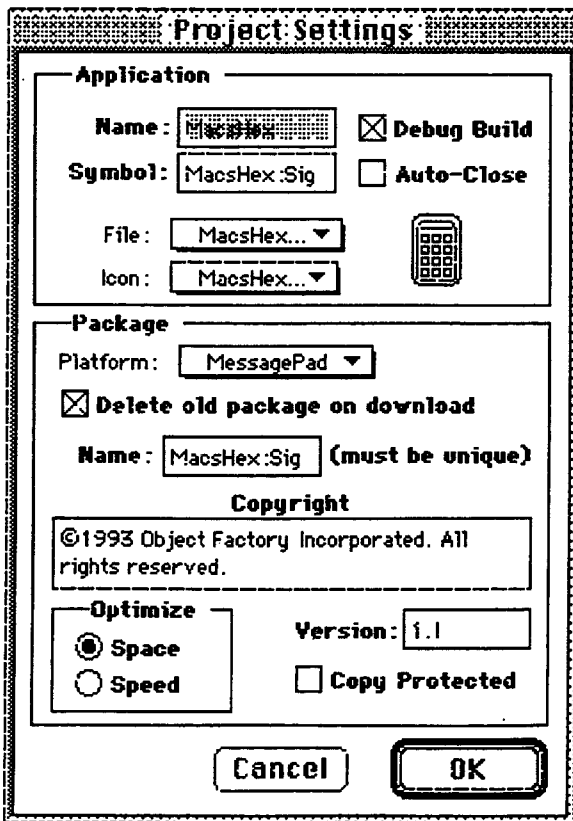 Project Settings
Application
Name: MacsHex
Debug Build
Symbol: MacsHex:Sig
Auto-Close
File: MacsHex...
Icon: MacsHex...
Package
Platform: MessagePad
Delete old package on download
Name: MacsHex:Sig (must be unique)
Copyright
©1993 Object Factory Incorporated. All
rights reserved.
Optimize
Space
Speed
Version: 1.1
Copy Protected
Cancel
OK